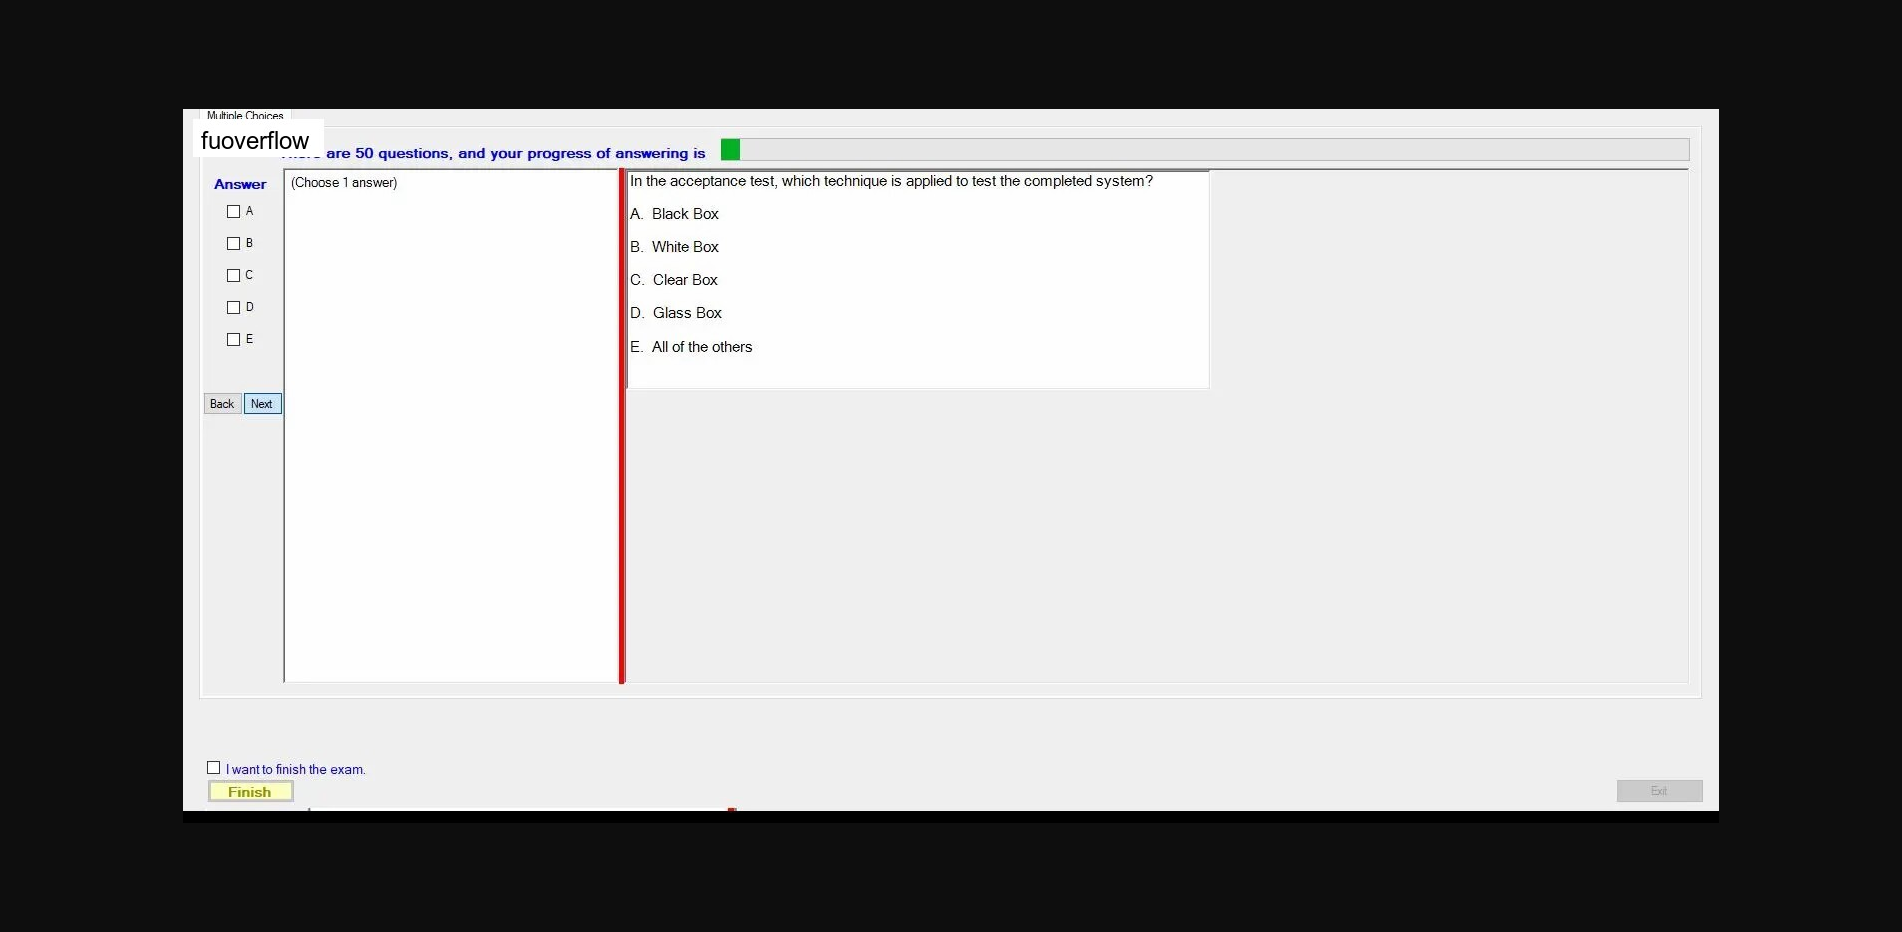 Multiple Choices
fuoverflow
are 50 questions, and your progress of answering is
Answer
(Choose 1 answer)
In the acceptance test, which technique is applied to test the completed system?
A
A. Black Box
B
B. White Box
C
C. Clear Box
D
D. Glass Box
E
E. All of the others
Back Next
I want to finish the exam.
Finish
Exit